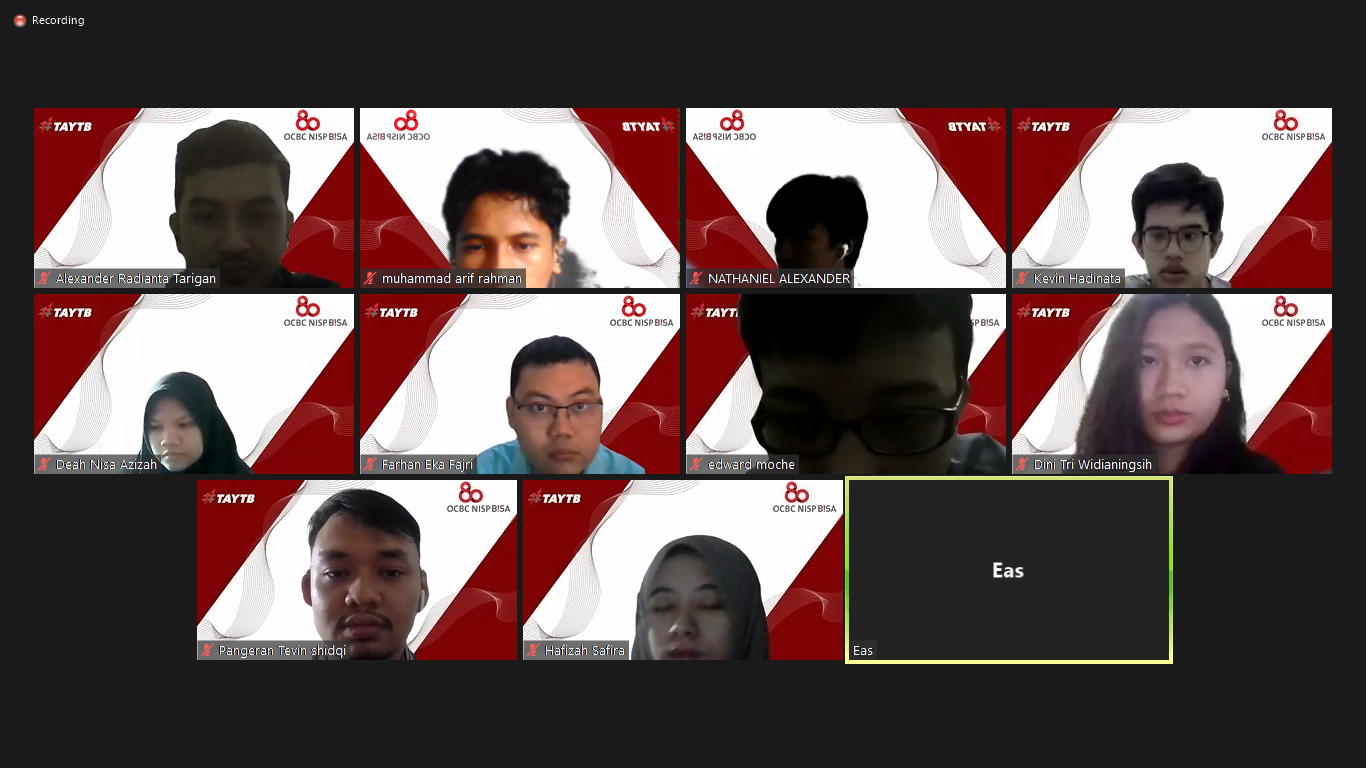 Recording
#TAYTB
OCBC NISP B!SA
Alexander Radianta Tarigan
OCBC NISP B!SA
#TAYTB
muhammad arif rahman
OCBC NISP B!SA
#TAYTB
NATHANIEL ALEXANDER
#TAYTB
OCBC NISP B!SA
Kevin Hadinata
#TAYTB
OCBC NISP B!SA
Deah Nisa Azizah
#TAYTB
OCBC NISP B!SA
Farhan Eka Fajri
#TAYT
SP B!SA
edward moche
#TAYTB
OCBC NISP B!SA
Dini Tri Widianingsih
#TAYTB
OCBC NISP B!SA
Pangeran Tevin shidqi
#TAYTB
OCBC NISP B!SA
Hafizah Safira
Eas
Eas